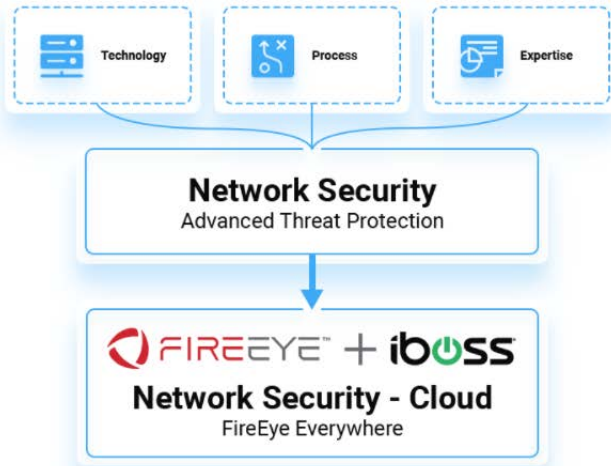 Technology
Process
Expertise
Network Security
Advanced Threat Protection
FIREEYE™ + iboss
Network Security - Cloud
FireEye Everywhere